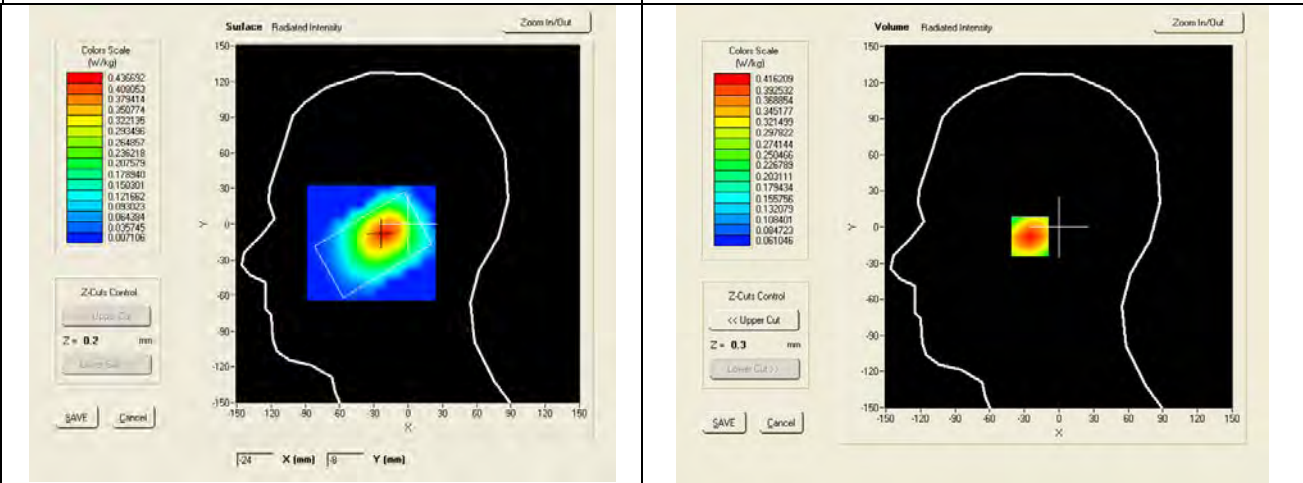 Surface Radiated Intensity
Zoom In/Out
Colors Scale
(W/kg)
0.436692
0.408053
0.379414
0.350774
0.322135
0.293496
0.264857
0.236218
0.207579
0.178940
0.150301
0.121662
0.093023
0.064384
0.035745
0.007106
150
120
90
60
30
0
-30
-60
-90
-120
-150
Y
-150 -120 -90 -60 -30 0 30 60 90 120 150
X
Z-Cuts Control
Upper Cut
Z = 0.2 mm
SAVE Cancel
-24 X (mm) -8 Y (mm)
Volume Radiated Intensity
Zoom In/Out
Colors Scale
(W/kg)
0.416209
0.392532
0.368854
0.345177
0.321499
0.297822
0.274144
0.250466
0.226789
0.203111
0.179434
0.155756
0.132079
0.108401
0.084723
0.061046
150
120
90
60
30
0
-30
-60
-90
-120
-150
Y
-150 -120 -90 -60 -30 0 30 60 90 120 150
X
Z-Cuts Control
<< Upper Cut
Z = 0.3 mm
Lower Cut >>
SAVE Cancel